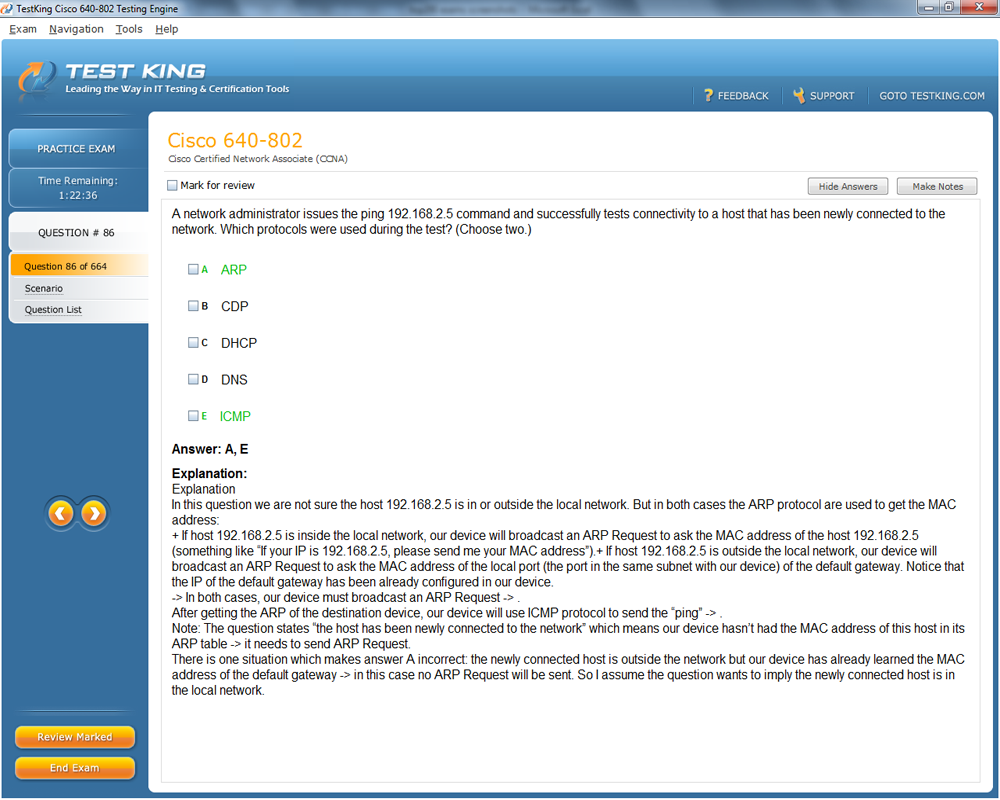 TestKing Cisco 640-802 Testing Engine
Exam Navigation Tools Help
TEST KING
Leading the Way in IT Testing & Certification Tools
? FEEDBACK
SUPPORT
GOTO TESTKING.COM
PRACTICE EXAM
Time Remaining:
1:22:36
QUESTION # 86
Question 86 of 664
Scenario
Question List
Review Marked
End Exam
Cisco 640-802
Cisco Certified Network Associate (CCNA)
Mark for review
Hide Answers
Make Notes
A network administrator issues the ping 192.168.2.5 command and successfully tests connectivity to a host that has been newly connected to the
network. Which protocols were used during the test? (Choose two.)
A ARP
B CDP
C DHCP
D DNS
E ICMP
Answer: A, E
Explanation:
Explanation
In this question we are not sure the host 192.168.2.5 is in or outside the local network. But in both cases the ARP protocol are used to get the MAC
address:
+ If host 192.168.2.5 is inside the local network, our device will broadcast an ARP Request to ask the MAC address of the host 192.168.2.5
(something like “If your IP is 192.168.2.5, please send me your MAC address”).+ If host 192.168.2.5 is outside the local network, our device will
broadcast an ARP Request to ask the MAC address of the local port (the port in the same subnet with our device) of the default gateway. Notice that
the IP of the default gateway has been already configured in our device.
-> In both cases, our device must broadcast an ARP Request -> .
After getting the ARP of the destination device, our device will use ICMP protocol to send the “ping” -> .
Note: The question states “the host has been newly connected to the network” which means our device hasn’t had the MAC address of this host in its
ARP table -> it needs to send ARP Request.
There is one situation which makes answer A incorrect: the newly connected host is outside the network but our device has already learned the MAC
address of the default gateway -> in this case no ARP Request will be sent. So I assume the question wants to imply the newly connected host is in
the local network.